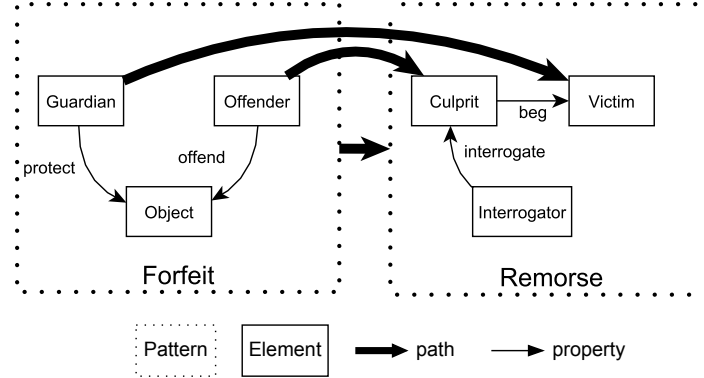 Guardian
Offender
Culprit
Victim
beg
protect
offend
interrogate
Object
Interrogator
Forfeit
Remorse
Pattern
Element
path
property